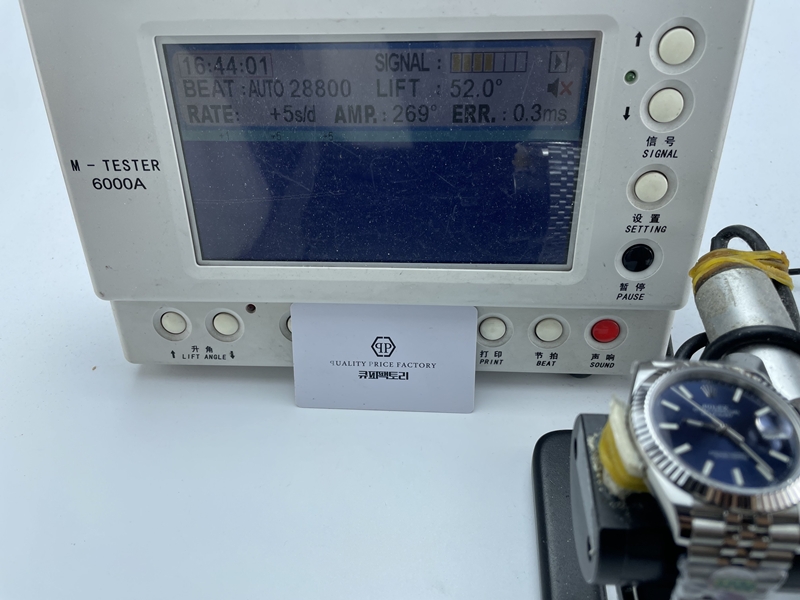 16:44:01 SIGNAL :
BEAT :AUTO 28800 LIFT : 52.0°
RATE: +5s/d AMP.: 269° ERR. : 0.3ms
M - TESTER
6000A
信号
SIGNAL
设置
SETTING
暂停
PAUSE
升角
LIFT ANGLE
打印
PRINT
节拍
BEAT
声响
SOUND
QUALITY PRICE FACTORY
큐피팩토리